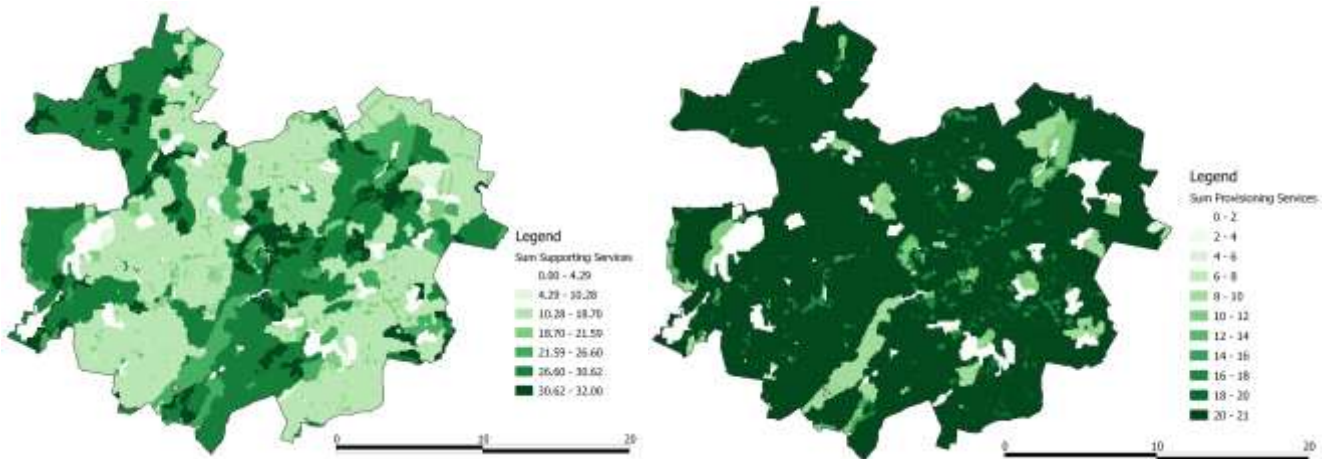 Legend
Sum Supporting Services
0.00 - 4.29
4.29 - 10.28
10.28 - 18.70
18.70 - 21.59
21.59 - 26.60
26.60 - 30.62
30.62 - 32.00
0 10 20
Legend
Sum Provisioning Services
0 - 2
2 - 4
4 - 6
6 - 8
8 - 10
10 - 12
12 - 14
14 - 16
16 - 18
18 - 20
20 - 21
0 10 20